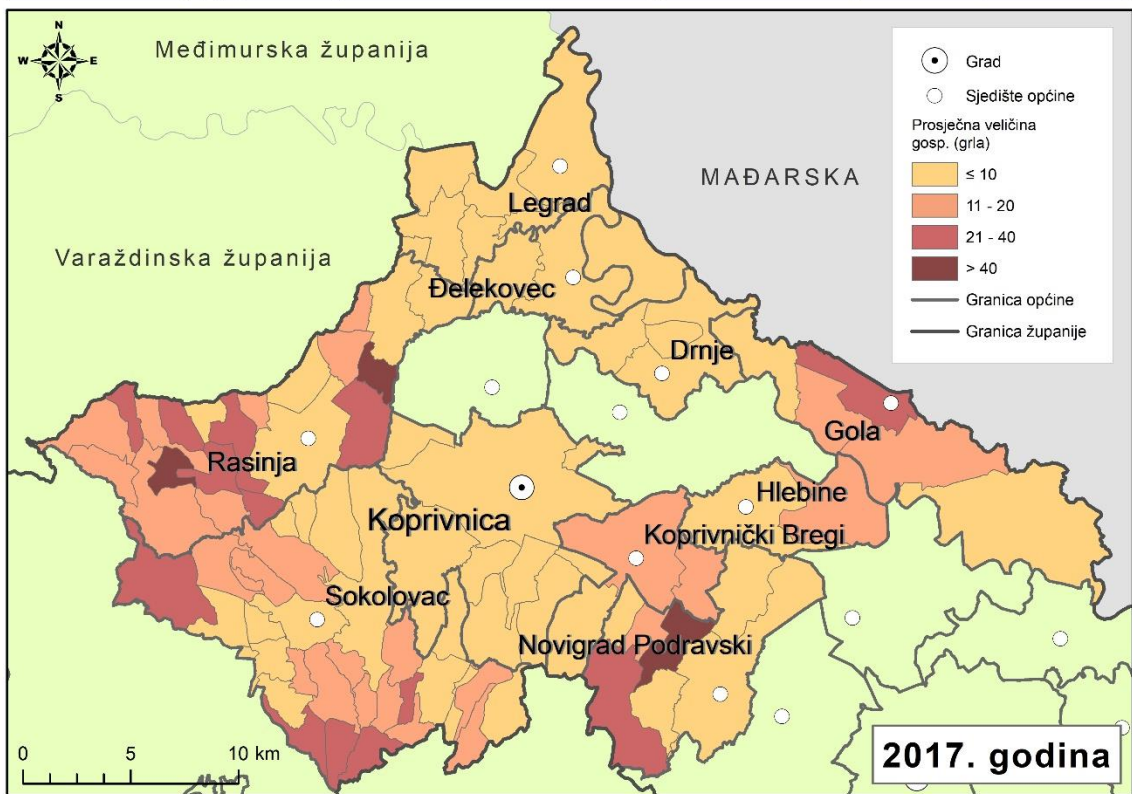 N
W E
S
Međimurska županija
Varaždinska županija
MAĐARSKA
Grad
Sjedište općine
Prosječna veličina
gosp. (grla)
≤ 10
11 - 20
21 - 40
> 40
Granica općine
Granica županije
Legrad
Đelekovec
Drnje
Gola
Rasinja
Hlebine
Koprivnica
Koprivnički Bregi
Sokolovac
Novigrad Podravski
0 5 10 km
2017. godina